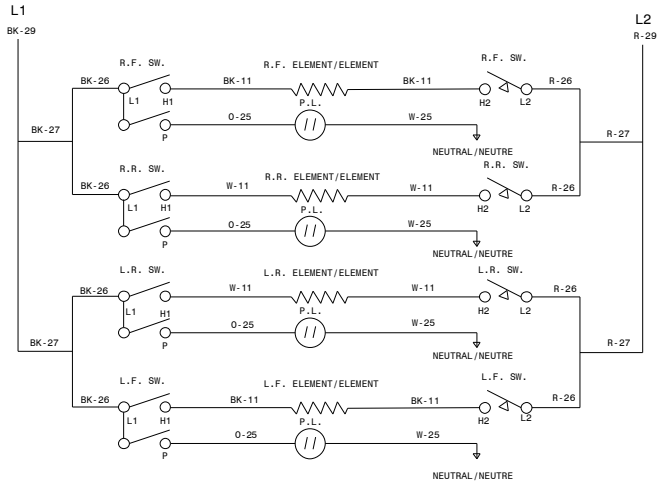 L1
L2
BK-29
R-29
R.F. SW.
R.F. ELEMENT/ELEMENT
R.F. SW.
BK-26
BK-11
BK-11
R-26
L1
H1
P.L.
H2
L2
BK-27
O-25
W-25
R-27
P
NEUTRAL/NEUTRE
R.R. SW.
R.R. ELEMENT/ELEMENT
R.R. SW.
BK-26
W-11
W-11
R-26
L1
H1
P.L.
H2
L2
O-25
W-25
P
NEUTRAL/NEUTRE
L.R. SW.
L.R. ELEMENT/ELEMENT
L.R. SW.
BK-26
W-11
W-11
R-26
L1
H1
P.L.
H2
L2
O-25
W-25
BK-27
R-27
P
NEUTRAL/NEUTRE
L.F. SW.
L.F. ELEMENT/ELEMENT
L.F. SW.
BK-26
BK-11
BK-11
R-26
L1
H1
P.L.
H2
L2
O-25
W-25
P
NEUTRAL/NEUTRE